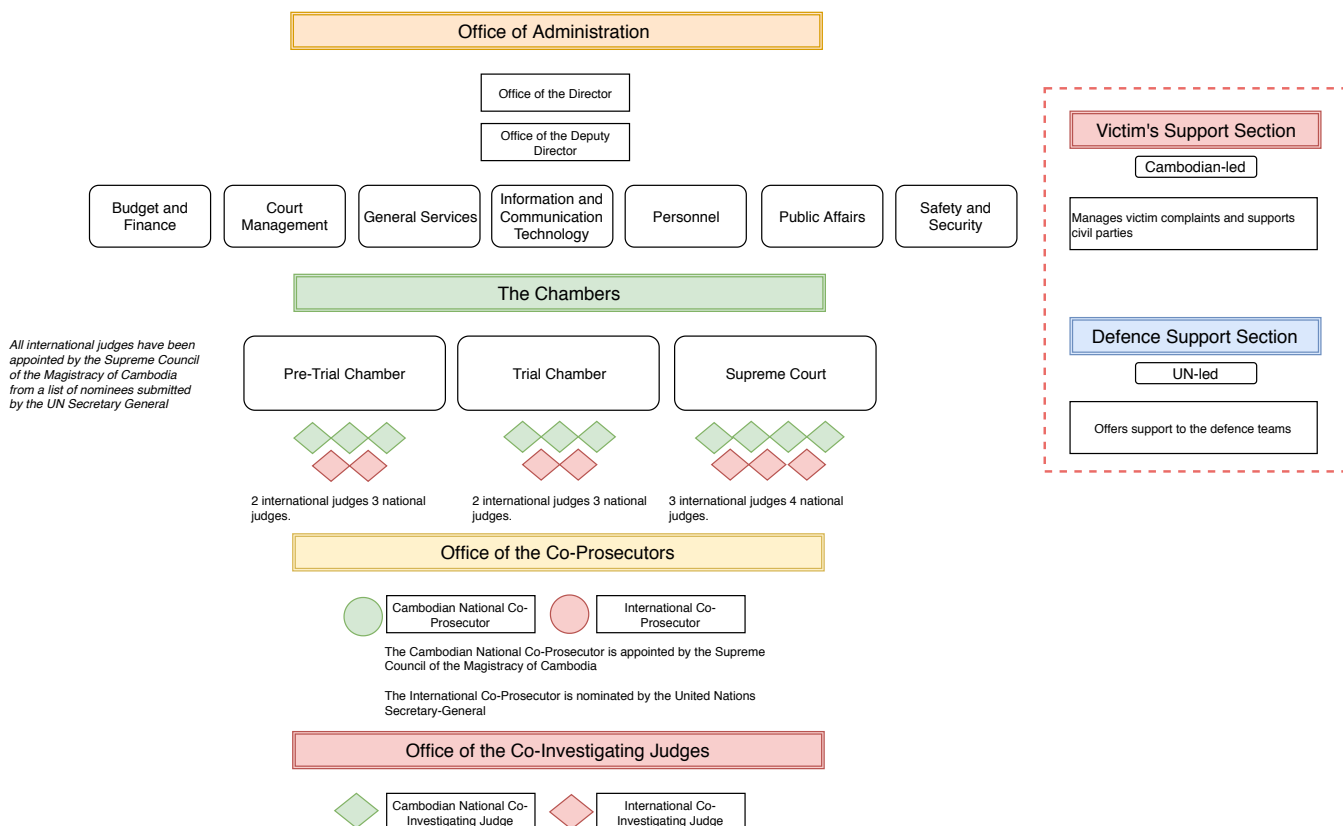 Office of Administration
Office of the Director
Office of the Deputy
Director
Budget and
Finance
Court
Management
General Services
Information and
Communication
Technology
Personnel
Public Affairs
Safety and
Security
The Chambers
All international judges have been
appointed by the Supreme Council
of the Magistracy of Cambodia
from a list of nominees submitted
by the UN Secretary General
Pre-Trial Chamber
Trial Chamber
Supreme Court
2 international judges 3 national
judges.
2 international judges 3 national
judges.
3 international judges 4 national
judges.
Office of the Co-Prosecutors
Cambodian National Co-
Prosecutor
International Co-
Prosecutor
The Cambodian National Co-Prosecutor is appointed by the Supreme
Council of the Magistracy of Cambodia
The International Co-Prosecutor is nominated by the United Nations
Secretary-General
Office of the Co-Investigating Judges
Cambodian National Co-
Investigating Judge
International Co-
Investigating Judge
Victim's Support Section
Cambodian-led
Manages victim complaints and supports
civil parties
Defence Support Section
UN-led
Offers support to the defence teams